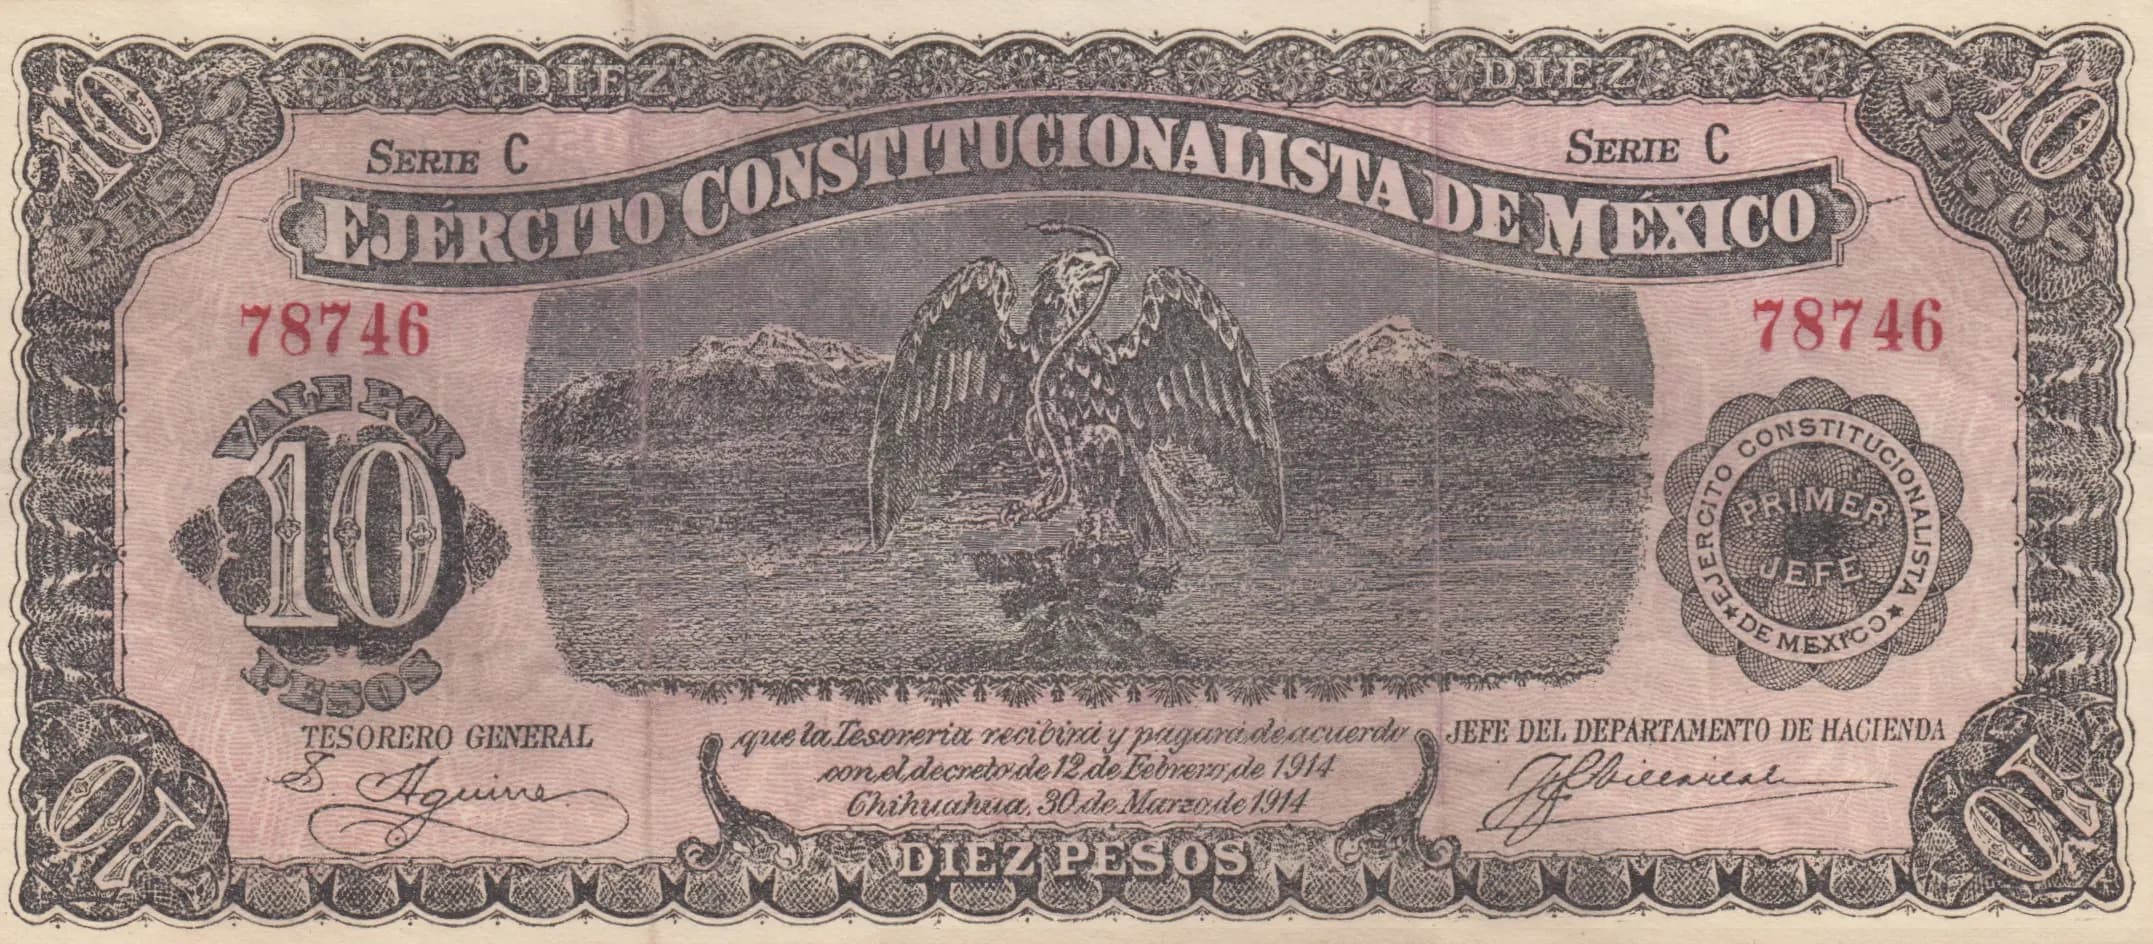 10 PESOS DIEZ DIEZ 10 PESOS
SERIE C SERIE C
EJÉRCITO CONSTITUCIONALISTA DE MÉXICO
78746 78746
VALE POR
10
PESOS
EJERCITO CONSTITUCIONALISTA
PRIMER
JEFE
★ DE MEXICO ★
TESORERO GENERAL
S. Aguirre
que la Tesoreria recibirá y pagará de acuerdo
con el decreto de 12 de Febrero de 1914
Chihuahua, 30 de Marzo de 1914
JEFE DEL DEPARTAMENTO DE HACIENDA
10 DIEZ PESOS 10